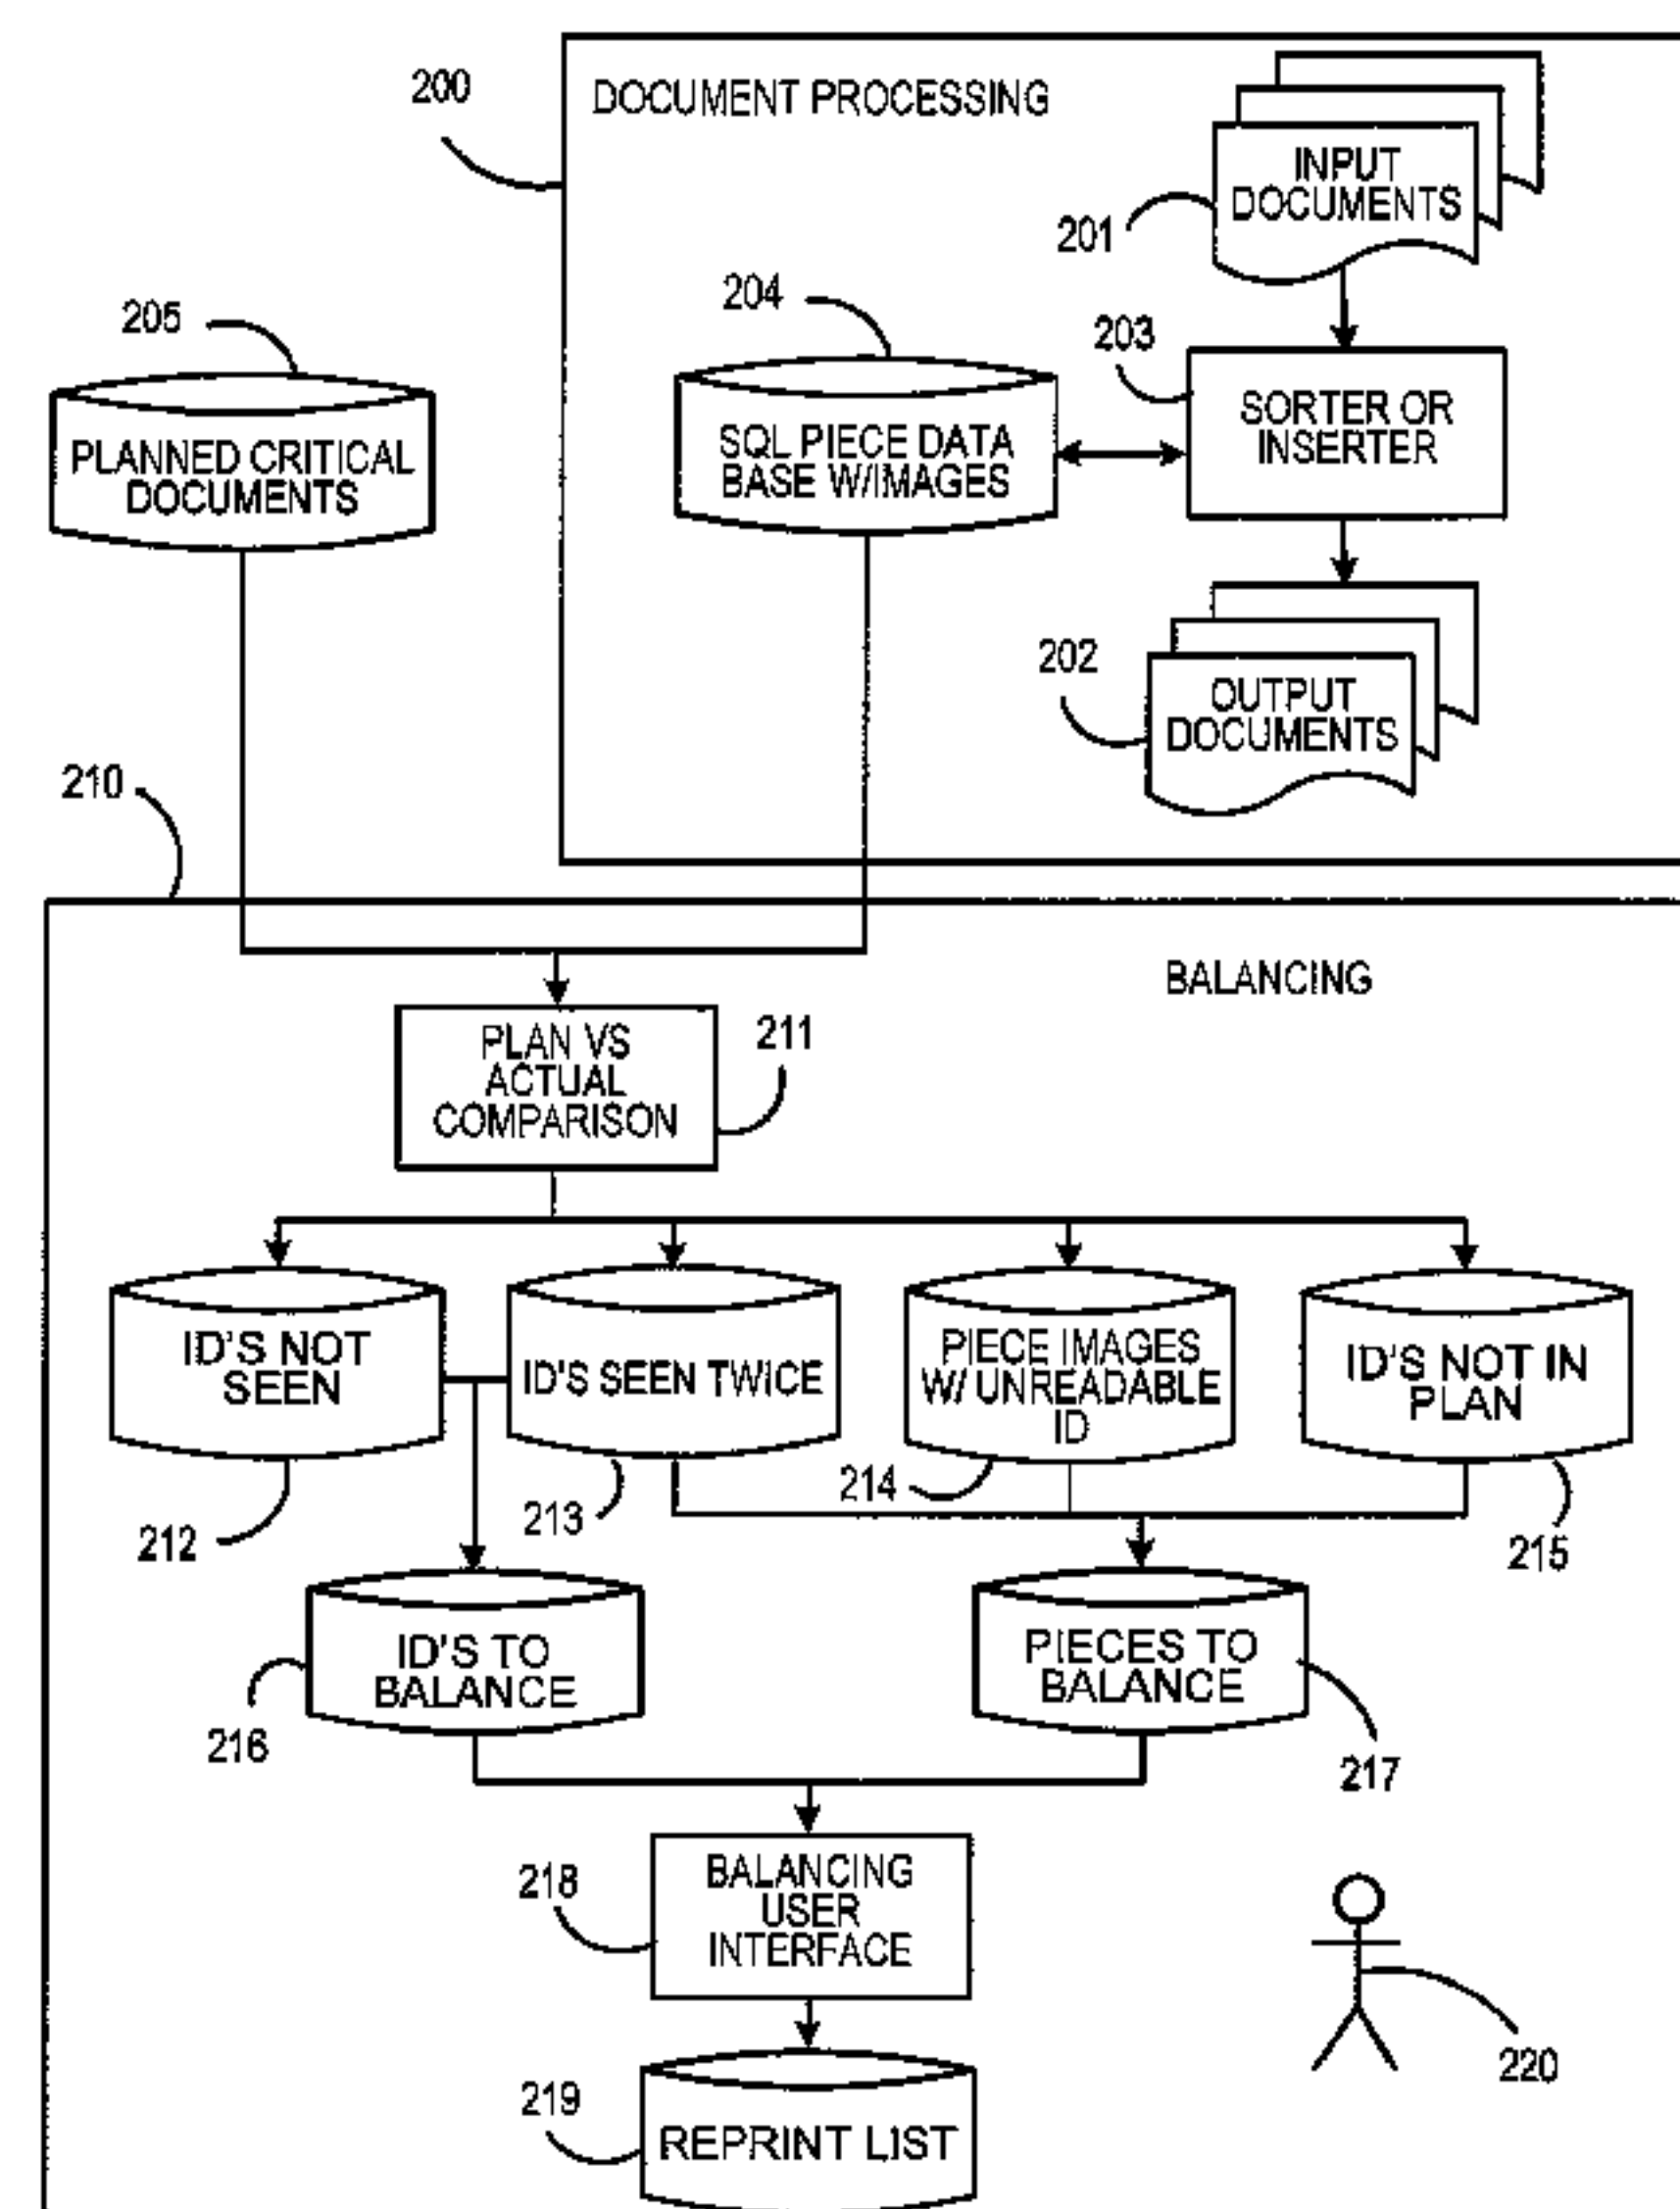 200
DOCUMENT PROCESSING
INPUT
DOCUMENTS
201
205
204
203
PLANNED CRITICAL
DOCUMENTS
SQL PIECE DATA
BASE W/IMAGES
SORTER OR
INSERTER
202
OUTPUT
DOCUMENTS
210
BALANCING
PLAN VS
ACTUAL
COMPARISON
211
ID'S NOT
SEEN
ID'S SEEN TWICE
PIECE IMAGES
W/ UNREADABLE
ID
ID'S NOT IN
PLAN
212
213
214
215
ID'S TO
BALANCE
PIECES TO
BALANCE
216
217
218
BALANCING
USER
INTERFACE
220
219
REPRINT LIST